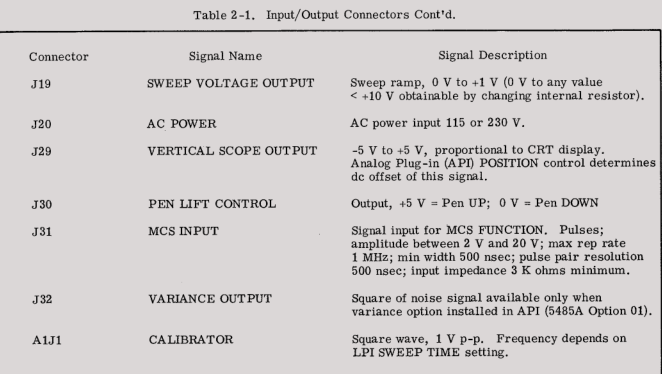 Table 2-1. Input/Output Connectors Cont'd.
Connector Signal Name Signal Description
J19 SWEEP VOLTAGE OUTPUT Sweep ramp, 0 V to +1 V (0 V to any value
< +10 V obtainable by changing internal resistor).
J20 AC POWER AC power input 115 or 230 V.
J29 VERTICAL SCOPE OUTPUT -5 V to +5 V, proportional to CRT display.
Analog Plug-in (API) POSITION control determines
dc offset of this signal.
J30 PEN LIFT CONTROL Output, +5 V = Pen UP; 0 V = Pen DOWN
J31 MCS INPUT Signal input for MCS FUNCTION. Pulses;
amplitude between 2 V and 20 V; max rep rate
1 MHz; min width 500 nsec; pulse pair resolution
500 nsec; input impedance 3 K ohms minimum.
J32 VARIANCE OUTPUT Square of noise signal available only when
variance option installed in API (5485A Option 01).
A1J1 CALIBRATOR Square wave, 1 V p-p. Frequency depends on
LPI SWEEP TIME setting.